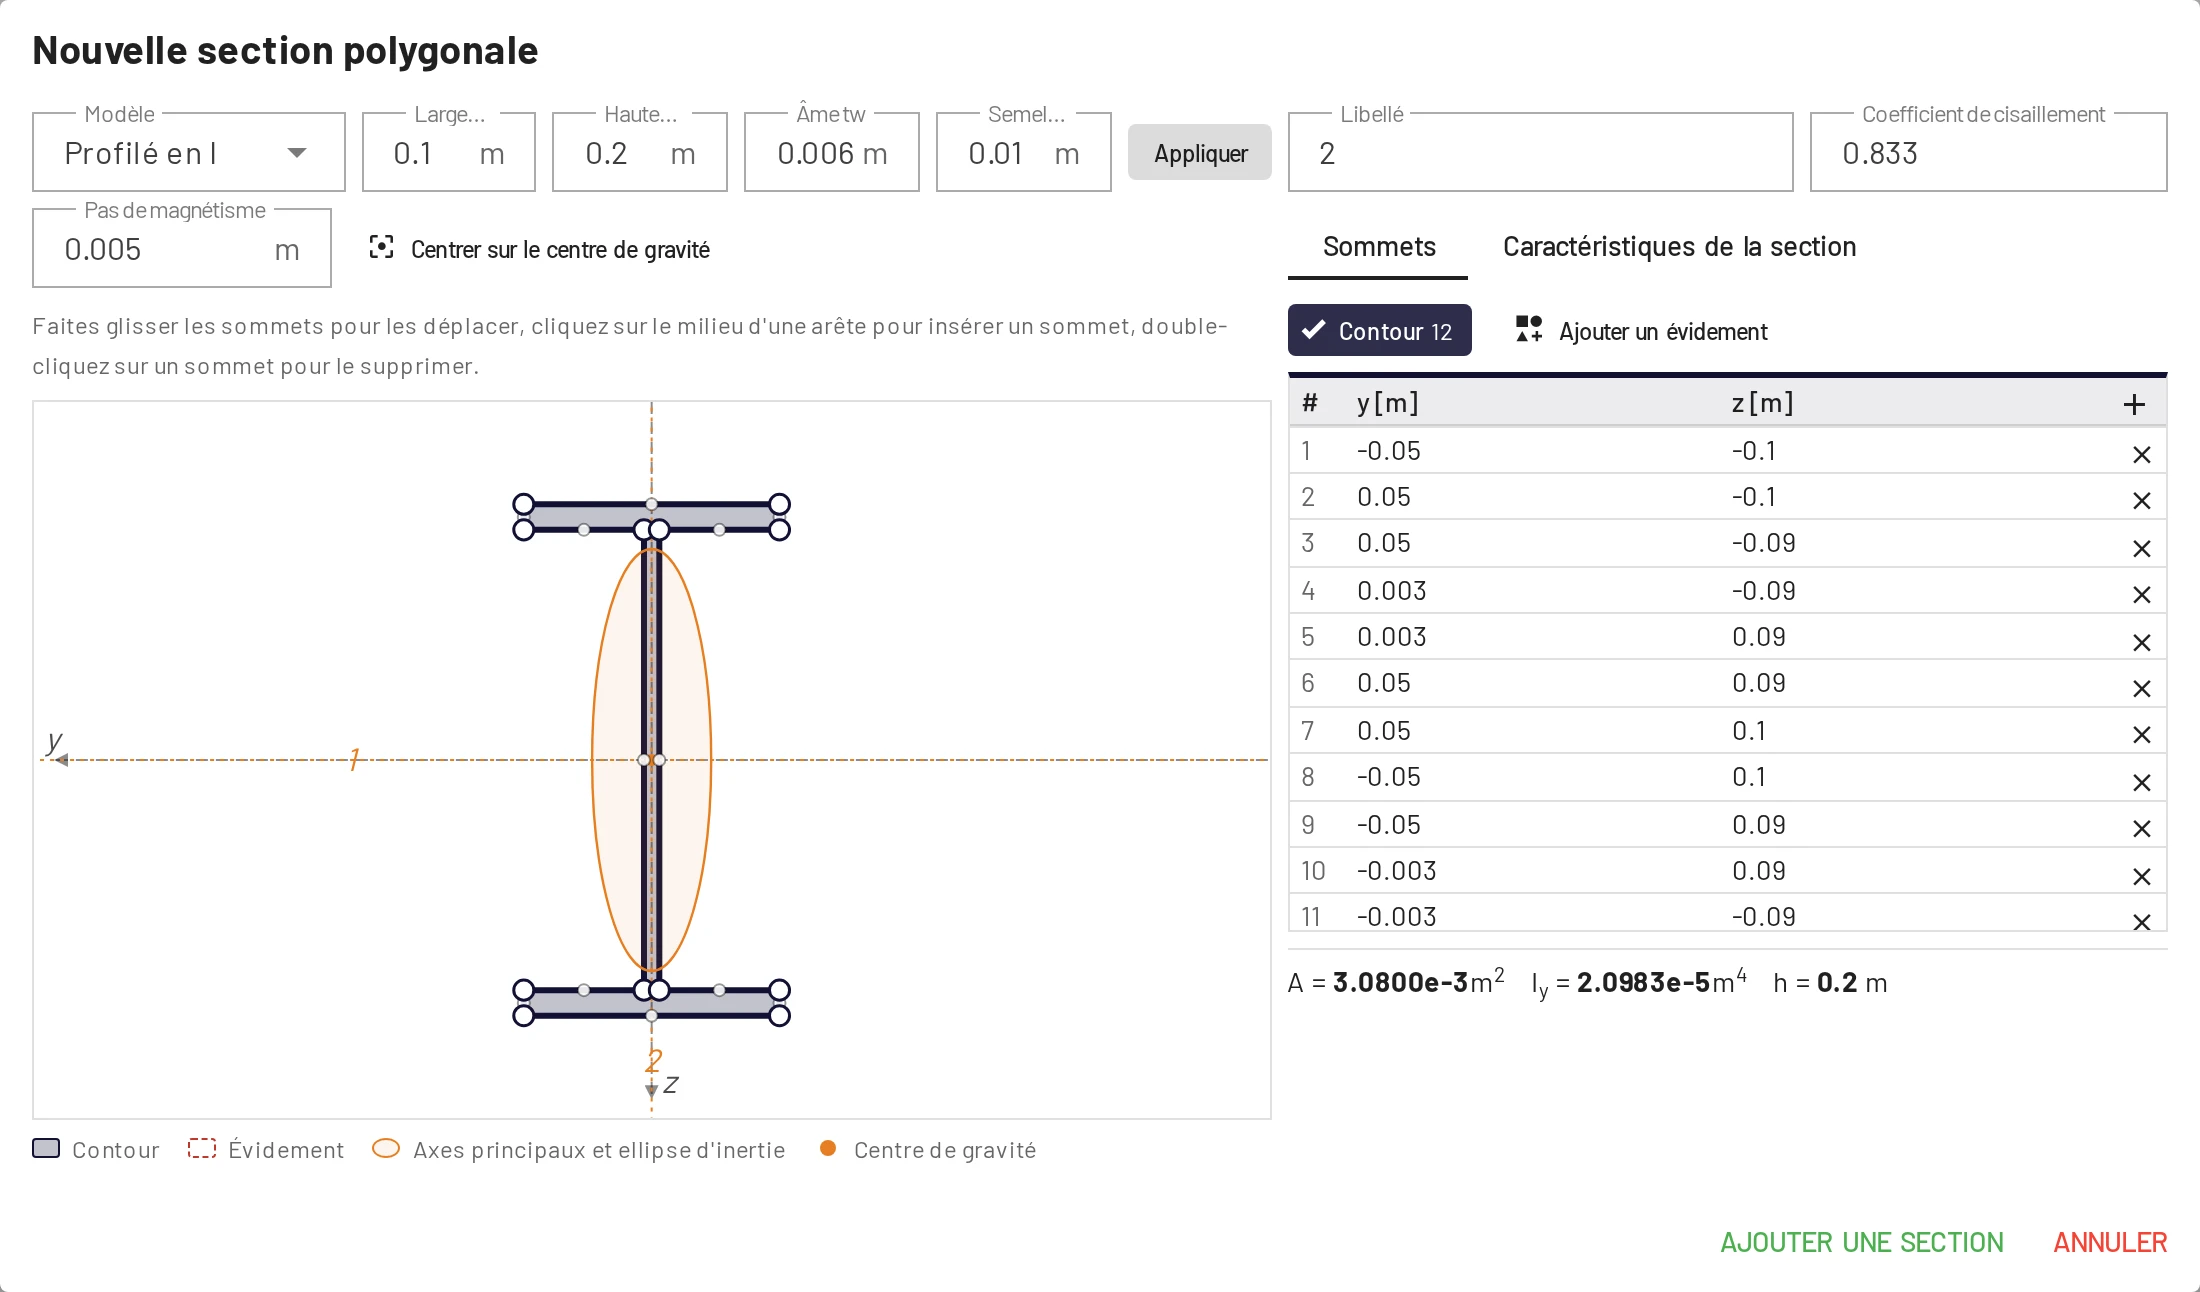 Nouvelle section polygonale
Modèle
Profilé en I
Large...
0.1 m
Haute...
0.2 m
Âme tw
0.006 m
Semel...
0.01 m
Appliquer
Libellé
2
Coefficient de cisaillement
0.833
Pas de magnétisme
0.005 m
Centrer sur le centre de gravité
Sommets
Caractéristiques de la section
Faites glisser les sommets pour les déplacer, cliquez sur le milieu d'une arête pour insérer un sommet, double-
cliquez sur un sommet pour le supprimer.
Contour 12
Ajouter un évidement
# y [m] z [m] +
1 -0.05 -0.1
2 0.05 -0.1
3 0.05 -0.09
4 0.003 -0.09
5 0.003 0.09
6 0.05 0.09
7 0.05 0.1
8 -0.05 0.1
9 -0.05 0.09
10 -0.003 0.09
11 -0.003 -0.09
y
1
2
z
A = 3.0800e-3m² I_y = 2.0983e-5m⁴ h = 0.2 m
Contour
Évidement
Axes principaux et ellipse d'inertie
Centre de gravité
AJOUTER UNE SECTION
ANNULER